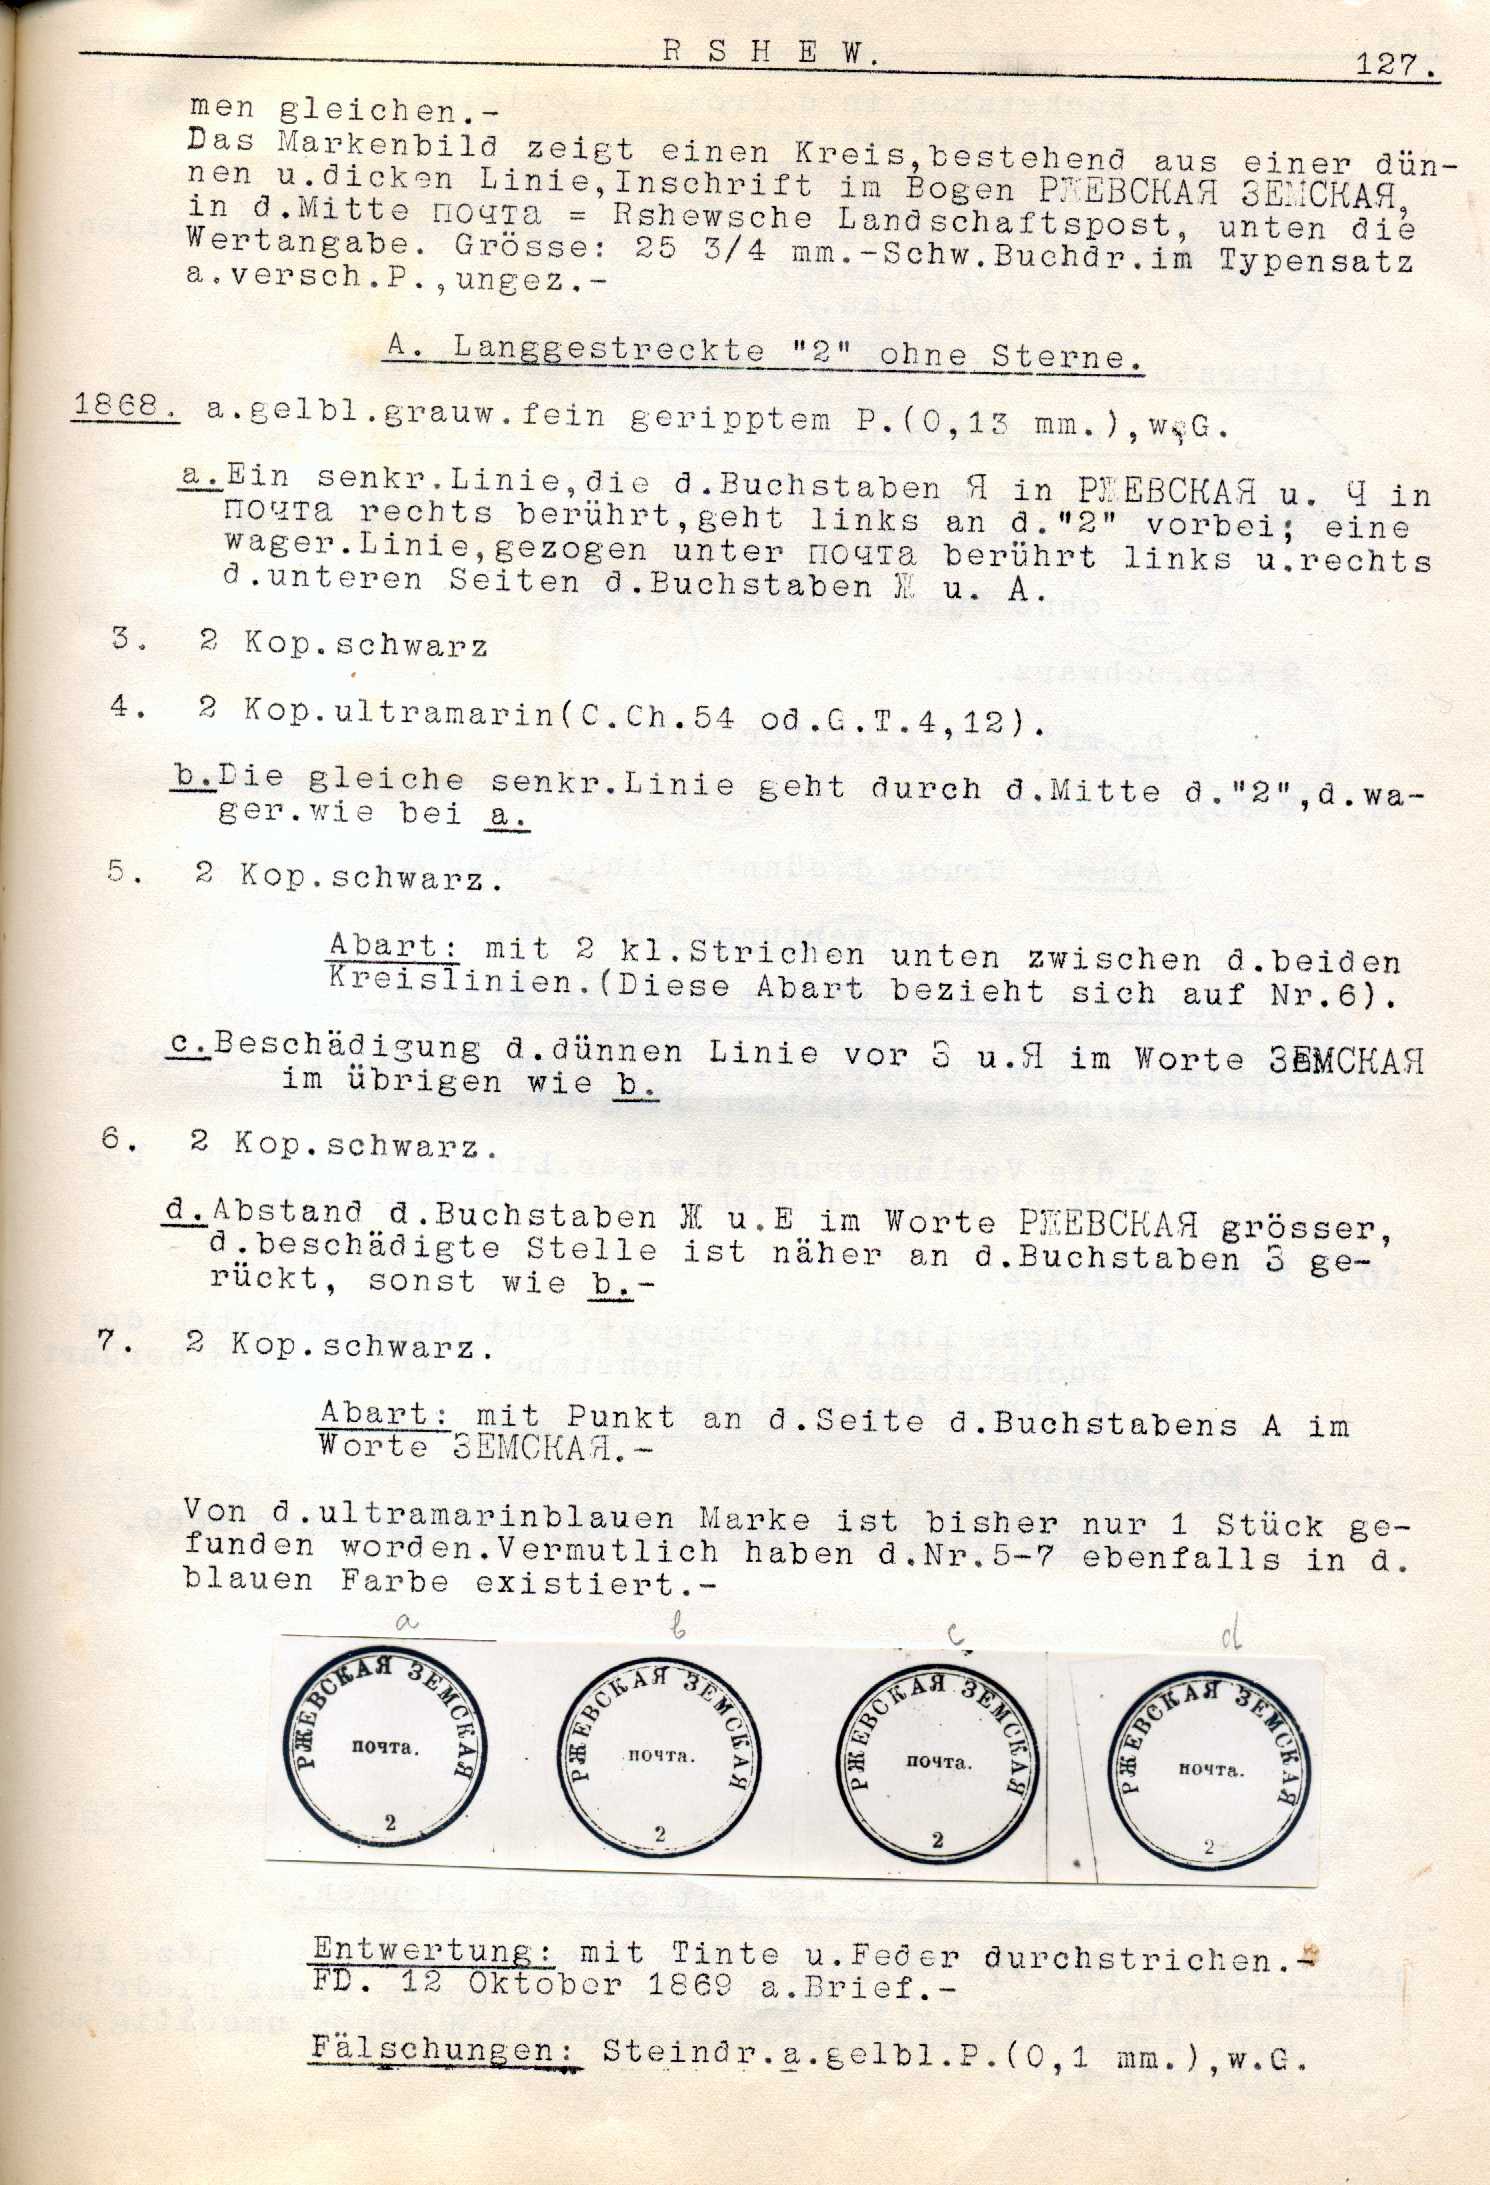 RSHEW.
127.
men gleichen.-
Das Markenbild zeigt einen Kreis,bestehend aus einer dün-
nen u.dicken Linie,Inschrift im Bogen РЖЕВСКАЯ ЗЕМСКАЯ,
in d.Mitte почта = Rshewsche Landschaftspost, unten die
Wertangabe. Grösse: 25 3/4 mm.-Schw.Buchdr.im Typensatz
a.versch.P.,ungez.-
A. Langgestreckte "2" ohne Sterne.
1868. a.gelbl.grauw.fein geripptem P.(0,13 mm.),w.G.
a.Ein senkr.Linie,die d.Buchstaben Я in РЖЕВСКАЯ u. Ч in
почта rechts berührt,geht links an d."2" vorbei; eine
wager.Linie,gezogen unter почта berührt links u.rechts
d.unteren Seiten d.Buchstaben Ж u. A.
3. 2 Kop.schwarz
4. 2 Kop.ultramarin(C.Ch.54 od.G.T.4,12).
b.Die gleiche senkr.Linie geht durch d.Mitte d."2",d.wa-
ger.wie bei a.
5. 2 Kop.schwarz.
Abart: mit 2 kl.Strichen unten zwischen d.beiden
Kreislinien.(Diese Abart bezieht sich auf Nr.6).
c.Beschädigung d.dünnen Linie vor З u.Я im Worte ЗЕМСКАЯ
im übrigen wie b.
6. 2 Kop.schwarz.
d.Abstand d.Buchstaben Ж u.E im Worte РЖЕВСКАЯ grösser,
d.beschädigte Stelle ist näher an d.Buchstaben З ge-
rückt, sonst wie b.-
7. 2 Kop.schwarz.
Abart: mit Punkt an d.Seite d.Buchstabens A im
Worte ЗЕМСКАЯ.-
Von d.ultramarinblauen Marke ist bisher nur 1 Stück ge-
funden worden.Vermutlich haben d.Nr.5-7 ebenfalls in d.
blauen Farbe existiert.-
a b c d
РЖЕВСКАЯ ЗЕМСКАЯ
почта.
2
РЖЕВСКАЯ ЗЕМСКАЯ
почта.
2
РЖЕВСКАЯ ЗЕМСКАЯ
почта.
2
РЖЕВСКАЯ ЗЕМСКАЯ
почта.
2
Entwertung: mit Tinte u.Feder durchstrichen.-
FD. 12 Oktober 1869 a.Brief.-
Fälschungen: Steindr.a.gelbl.P.(0,1 mm.),w.G.